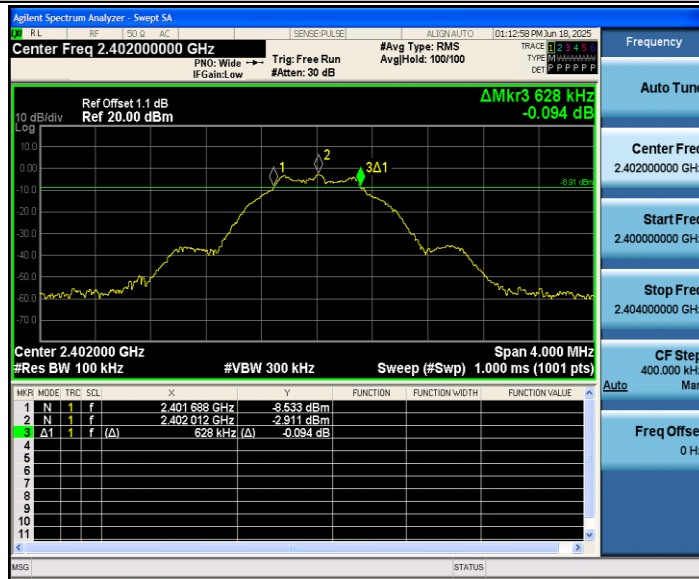 Agilent Spectrum Analyzer - Swept SA
RL RF 50 Ω AC SENSE:PULSE ALIGN AUTO 01:12:58 PM Jun 18, 2025
Center Freq 2.402000000 GHz
PNO: Wide
IFGain:Low
Trig: Free Run
#Atten: 30 dB
#Avg Type: RMS
Avg|Hold: 100/100
TRACE 1 2 3 4 5 6
TYPE M
DET P P P P P P
Frequency
ΔMkr3 628 kHz
-0.094 dB
Ref Offset 1.1 dB
10 dB/div Ref 20.00 dBm
Log
10.0
0.00
-10.0
-20.0
-30.0
-40.0
-50.0
-60.0
-70.0
1
2
3Δ1
-8.91 dBm
Center 2.402000 GHz Span 4.000 MHz
#Res BW 100 kHz #VBW 300 kHz Sweep (#Swp) 1.000 ms (1001 pts)
MKR MODE TRC SCL X Y FUNCTION FUNCTION WIDTH FUNCTION VALUE
1 N 1 f 2.401 688 GHz -8.533 dBm
2 N 1 f 2.402 012 GHz -2.911 dBm
3 Δ1 1 f (Δ) 628 kHz (Δ) -0.094 dB
4
5
6
7
8
9
10
11
MSG STATUS
Auto Tune
Center Freq
2.402000000 GHz
Start Freq
2.400000000 GHz
Stop Freq
2.404000000 GHz
CF Step
400.000 kHz
Auto Man
Freq Offset
0 Hz